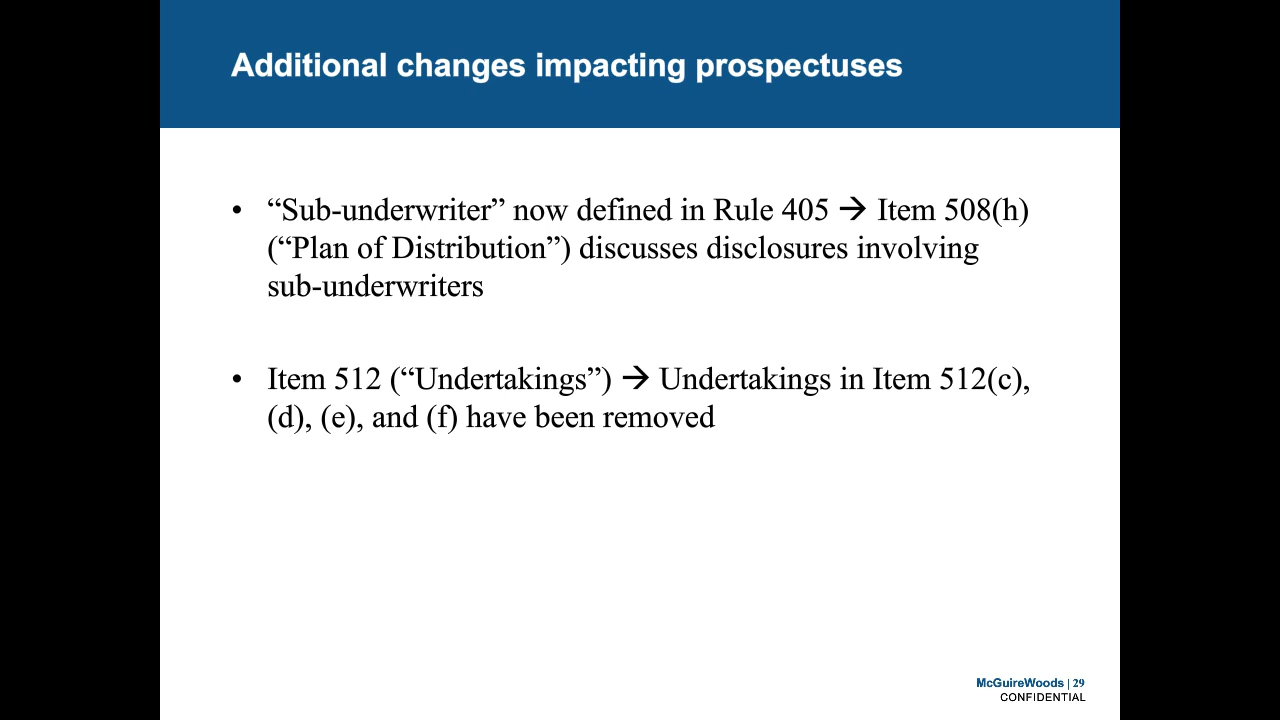 Additional changes impacting prospectuses
• “Sub-underwriter” now defined in Rule 405 → Item 508(h)
(“Plan of Distribution”) discusses disclosures involving
sub-underwriters
• Item 512 (“Undertakings”) → Undertakings in Item 512(c),
(d), (e), and (f) have been removed
McGuireWoods | 29
CONFIDENTIAL